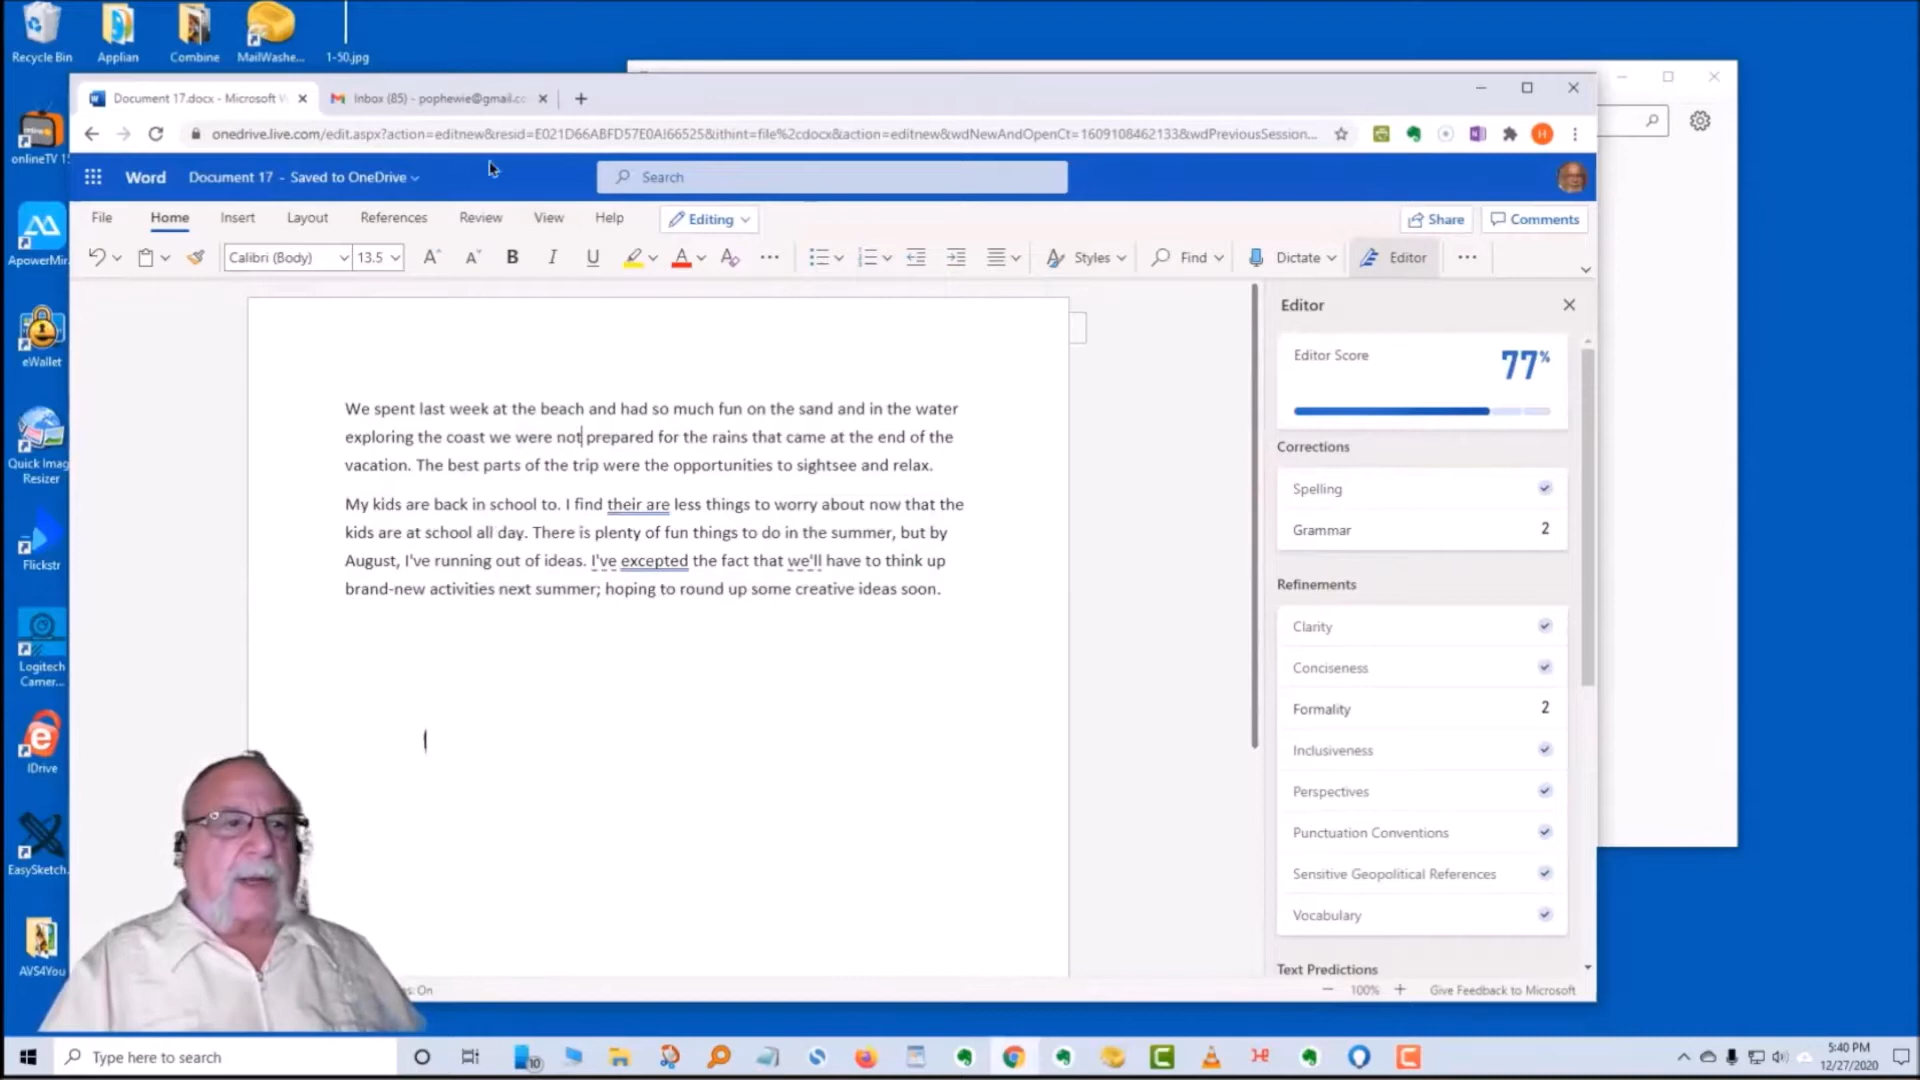 Recycle Bin
Applian
Combine
MailWashe...
1-50.jpg
onlineTV 15
ApowerMir...
eWallet
Quick Imag
Resizer
Flickstr
Logitech
Camer...
IDrive
EasySketch.
AVS4You
Document 17.docx - Microsoft W
Inbox (85) - pophewie@gmail.co
onedrive.live.com/edit.aspx?action=editnew&resid=E021D66ABFD57E0A!66525&ithint=file%2cdocx&action=editnew&wdNewAndOpenCt=1609108462133&wdPreviousSession...
H
Word
Document 17 - Saved to OneDrive
Search
File
Home
Insert
Layout
References
Review
View
Help
Editing
Share
Comments
Calibri (Body)
13.5
Styles
Find
Dictate
Editor
We spent last week at the beach and had so much fun on the sand and in the water
exploring the coast we were not prepared for the rains that came at the end of the
vacation. The best parts of the trip were the opportunities to sightsee and relax.
My kids are back in school to. I find their are less things to worry about now that the
kids are at school all day. There is plenty of fun things to do in the summer, but by
August, I've running out of ideas. I've excepted the fact that we'll have to think up
brand-new activities next summer; hoping to round up some creative ideas soon.
Editor
Editor Score
77%
Corrections
Spelling
Grammar 2
Refinements
Clarity
Conciseness
Formality 2
Inclusiveness
Perspectives
Punctuation Conventions
Sensitive Geopolitical References
Vocabulary
Text Predictions
s: On
100%
Give Feedback to Microsoft
Type here to search
10
5:40 PM
12/27/2020